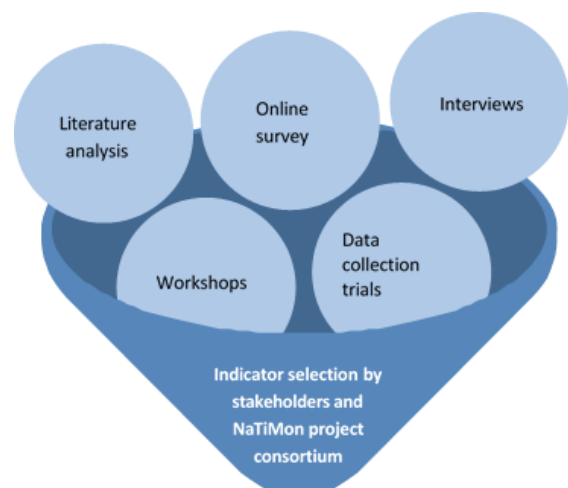 Literature
analysis
Online
survey
Interviews
Workshops
Data
collection
trials
Indicator selection by
stakeholders and
NaTiMon project
consortium